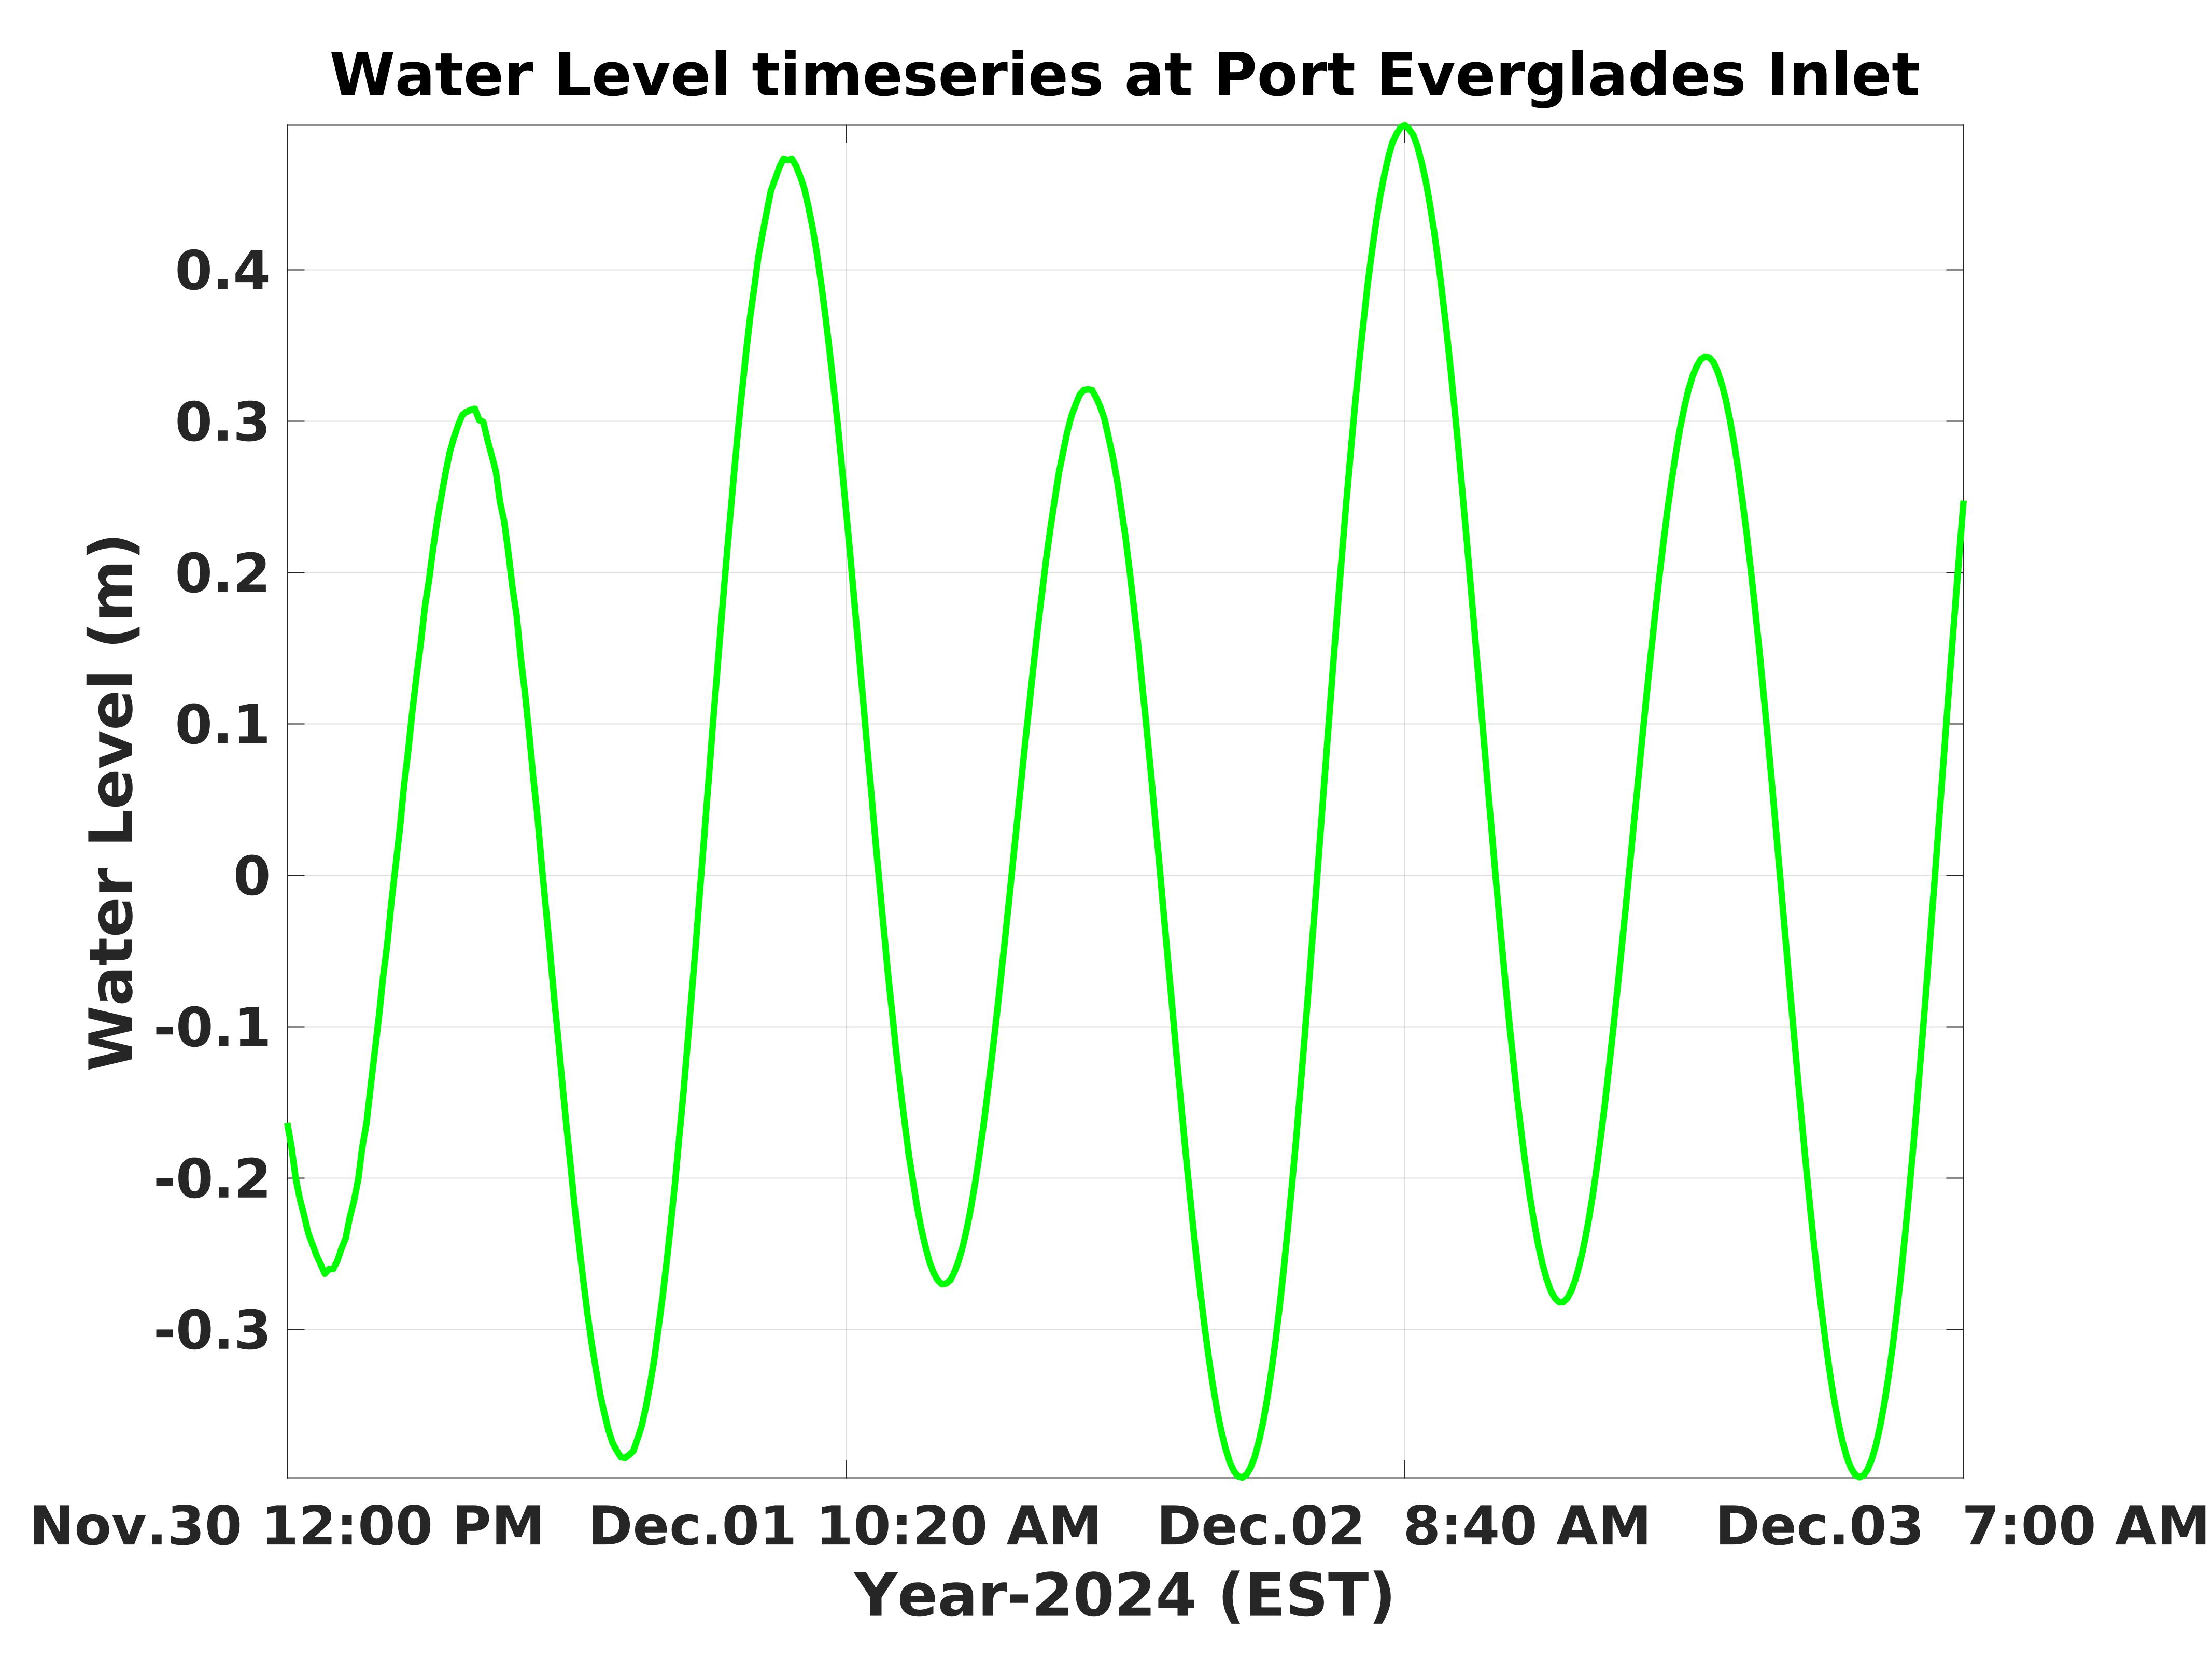 Water Level timeseries at Port Everglades Inlet
0.4
0.3
0.2
0.1
0
-0.1
-0.2
-0.3
Water Level (m)
Nov.30 12:00 PM Dec.01 10:20 AM Dec.02 8:40 AM Dec.03 7:00 AM
Year-2024 (EST)